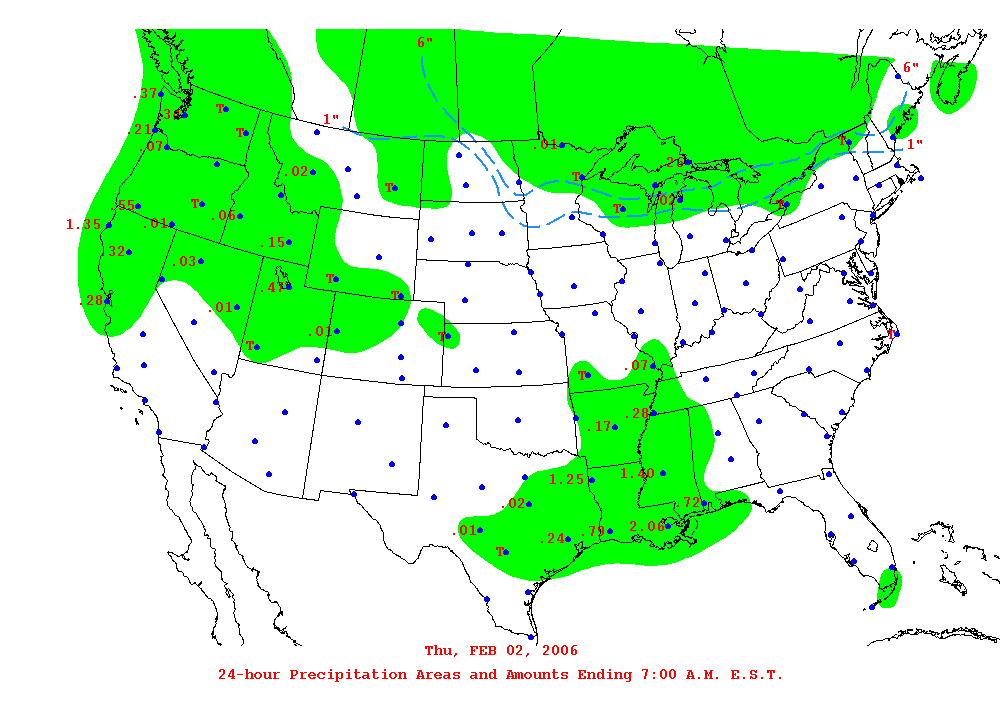 6"
6"
.37
T
.3
1"
.21
T
.07
.01
T
1"
.20
.02
T
T
.02
.55
T
T
T
1.35
.01
.06
.32
.15
.03
T
.28
.47
T
.01
.01
T
T
T
.07
T
.28
.17
1.40
1.25
.02
.72
.01
2.06
.79
.24
T
Thu, FEB 02, 2006
24-hour Precipitation Areas and Amounts Ending 7:00 A.M. E.S.T.